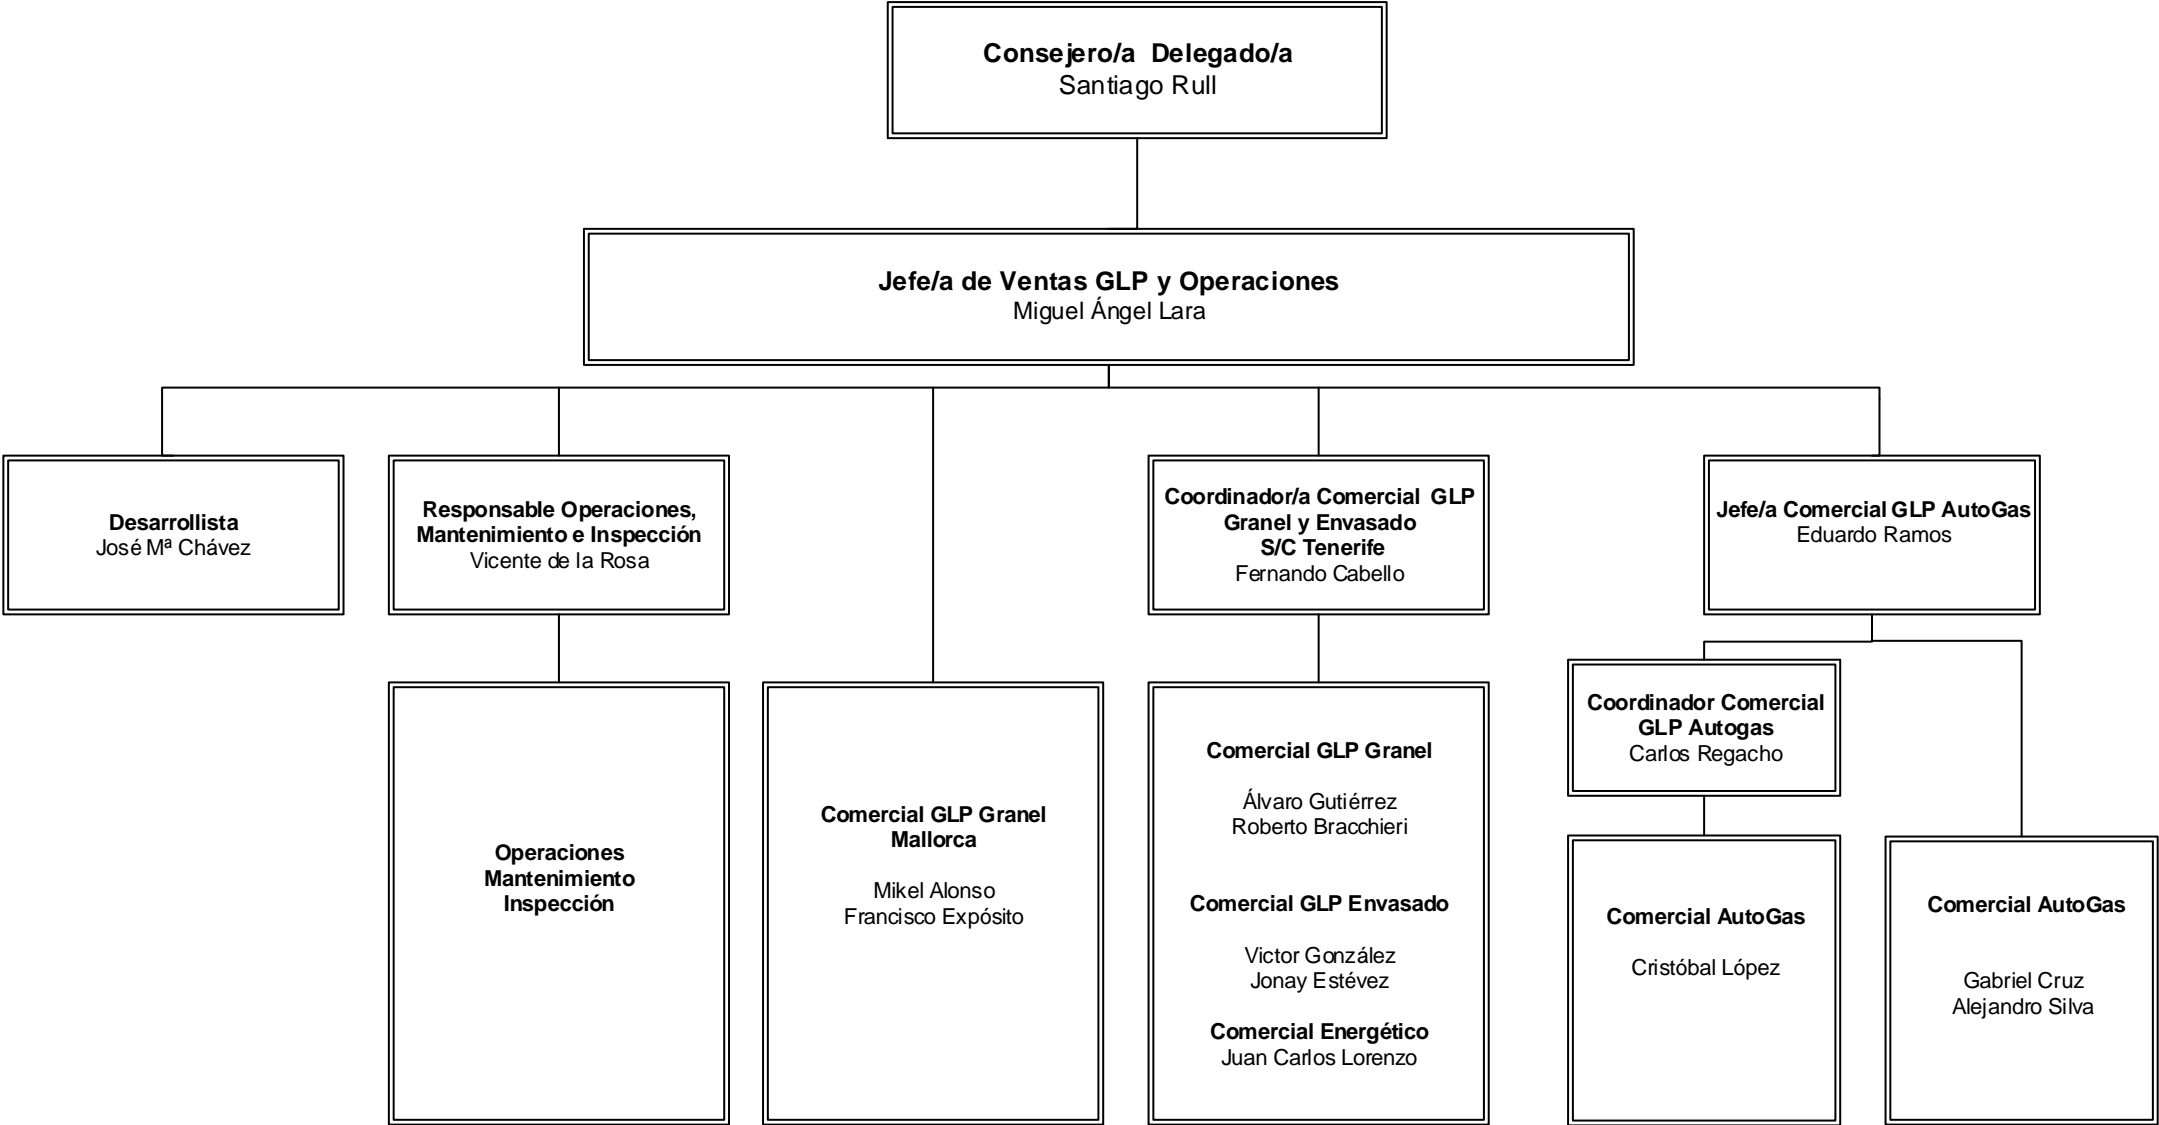 Consejero/a Delegado/a
Santiago Rull
Jefe/a de Ventas GLP y Operaciones
Miguel Ángel Lara
Desarrollista
José Mª Chávez
Responsable Operaciones,
Mantenimiento e Inspección
Vicente de la Rosa
Coordinador/a Comercial GLP
Granel y Envasado
S/C Tenerife
Fernando Cabello
Jefe/a Comercial GLP AutoGas
Eduardo Ramos
Operaciones
Mantenimiento
Inspección
Comercial GLP Granel
Mallorca
Mikel Alonso
Francisco Expósito
Comercial GLP Granel
Álvaro Gutiérrez
Roberto Bracchieri
Comercial GLP Envasado
Victor González
Jonay Estévez
Comercial Energético
Juan Carlos Lorenzo
Coordinador Comercial
GLP Autogas
Carlos Regacho
Comercial AutoGas
Cristóbal López
Comercial AutoGas
Gabriel Cruz
Alejandro Silva